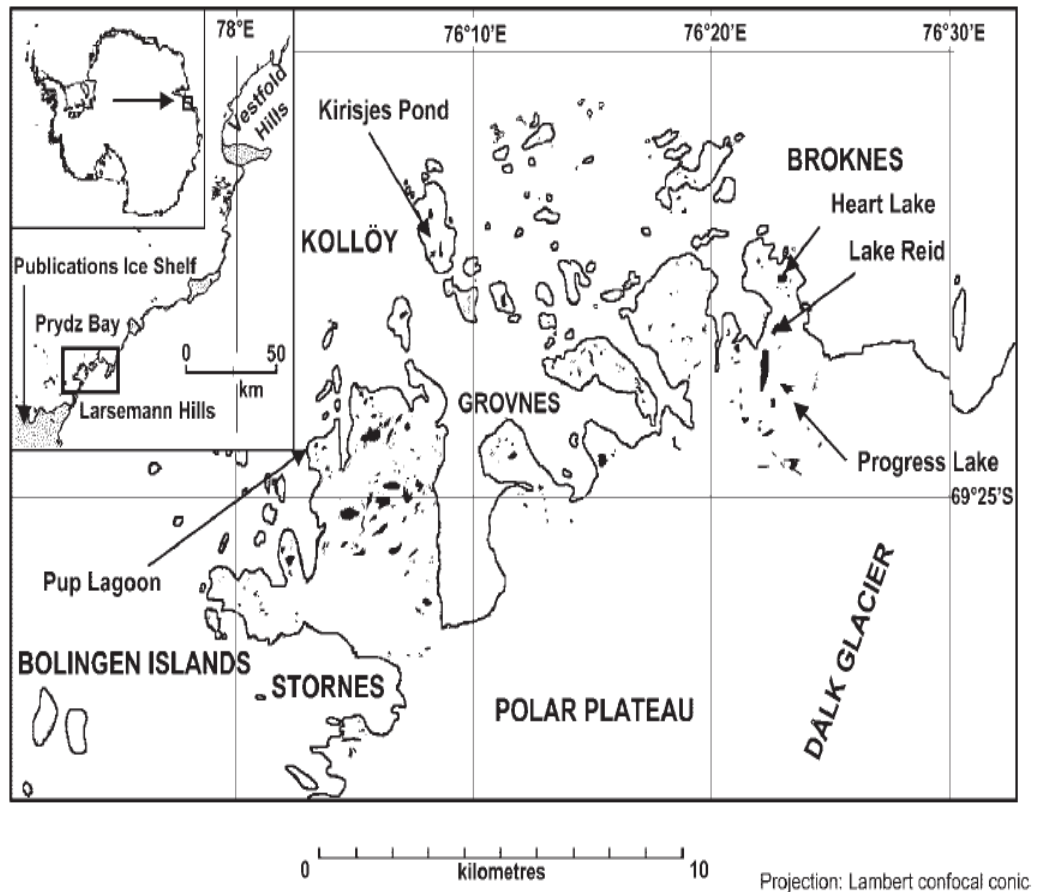 78°E
76°10'E
76°20'E
76°30'E
Vestfold
Hills
Kirisjes Pond
BROKNES
Heart Lake
KOLLÖY
Lake Reid
Publications Ice Shelf
Prydz Bay
0
50
km
Larsemann Hills
GROVNES
Progress Lake
69°25'S
Pup Lagoon
BOLINGEN ISLANDS
STORNES
POLAR PLATEAU
DÅLK GLACIER
0
kilometres
10
Projection: Lambert confocal conic